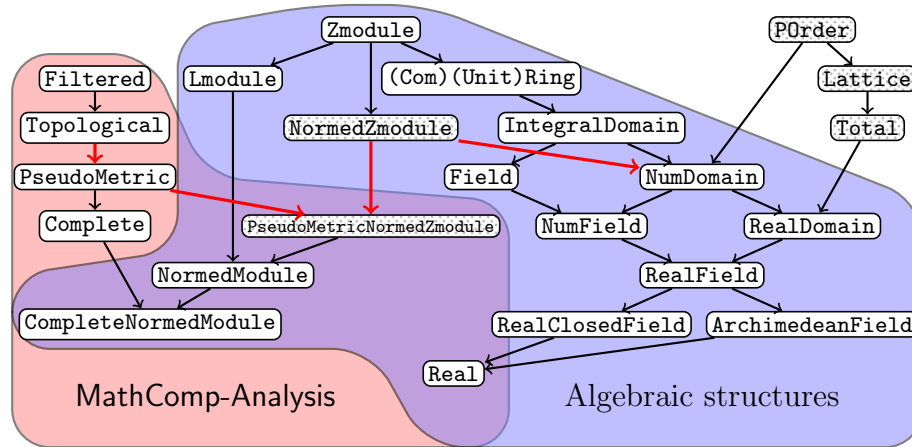 Zmodule
POrder
Filtered
Lmodule
(Com)(Unit)Ring
Lattice
Topological
NormedZmodule
IntegralDomain
Total
PseudoMetric
Field
NumDomain
Complete
PseudoMetricNormedZmodule
NumField
RealDomain
NormedModule
RealField
CompleteNormedModule
RealClosedField
ArchimedeanField
Real
MathComp-Analysis
Algebraic structures